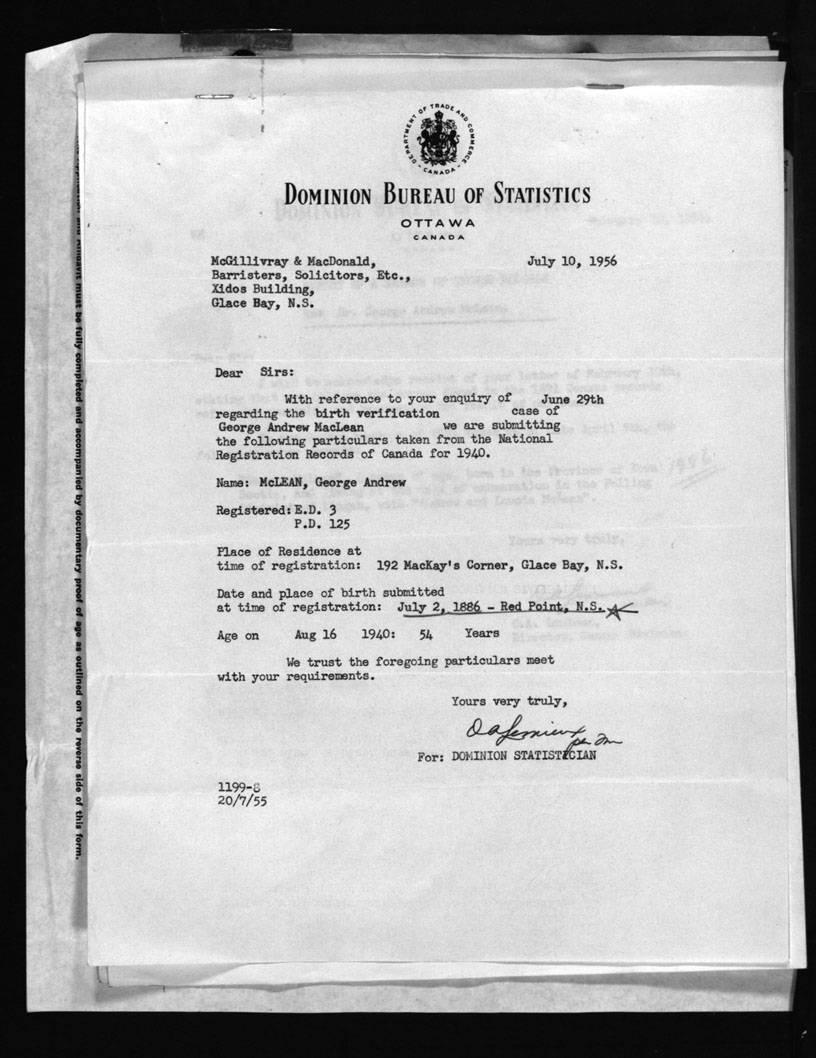 DEPARTMENT OF TRADE AND COMMERCE
CANADA
DOMINION BUREAU OF STATISTICS
OTTAWA
CANADA
McGillivray & MacDonald, July 10, 1956
Barristers, Solicitors, Etc.,
Xidos Building,
Glace Bay, N.S.
Dear Sirs:
With reference to your enquiry of June 29th
regarding the birth verification case of
George Andrew MacLean we are submitting
the following particulars taken from the National
Registration Records of Canada for 1940.
Name: McLEAN, George Andrew
Registered: E.D. 3
P.D. 125
Place of Residence at
time of registration: 192 MacKay's Corner, Glace Bay, N.S.
Date and place of birth submitted
at time of registration: July 2, 1886 - Red Point, N.S.
Age on Aug 16 1940: 54 Years
We trust the foregoing particulars meet
with your requirements.
Yours very truly,
For: DOMINION STATISTICIAN
1199-8
20/7/55
and Affidavit must be fully completed and accompanied by documentary proof of age as outlined on the reverse side of this form.